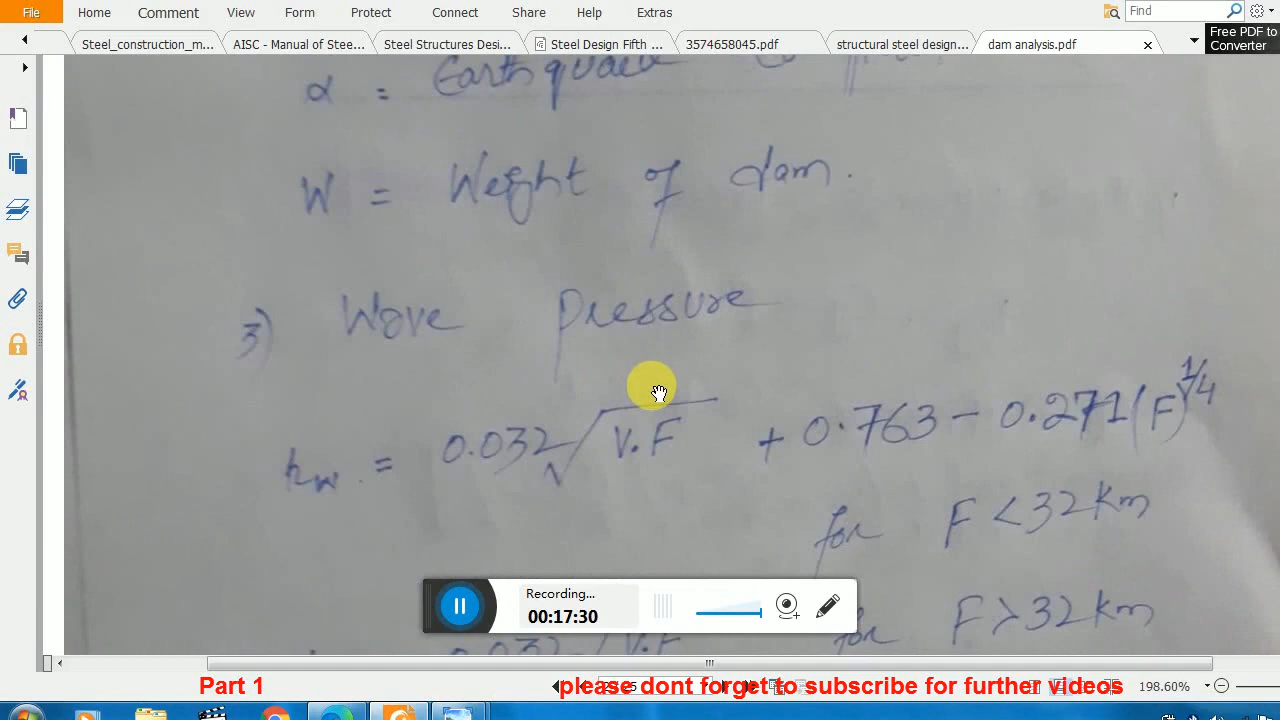 File Home Comment View Form Protect Connect Share Help Extras Find
Steel_construction_m... AISC - Manual of Stee... Steel Structures Desi... Steel Design Fifth ... 3574658045.pdf structural steel design... dam analysis.pdf
Free PDF to
Converter
α = Earthquake
W = Weight of dam.
3) Wave Pressure
hw = 0.032√V.F + 0.763 - 0.271(F)^1/4
for F < 32 km
for F > 32 km
0.032√V.F
Recording...
00:17:30
Part 1
please dont forget to subscribe for further videos
198.60%